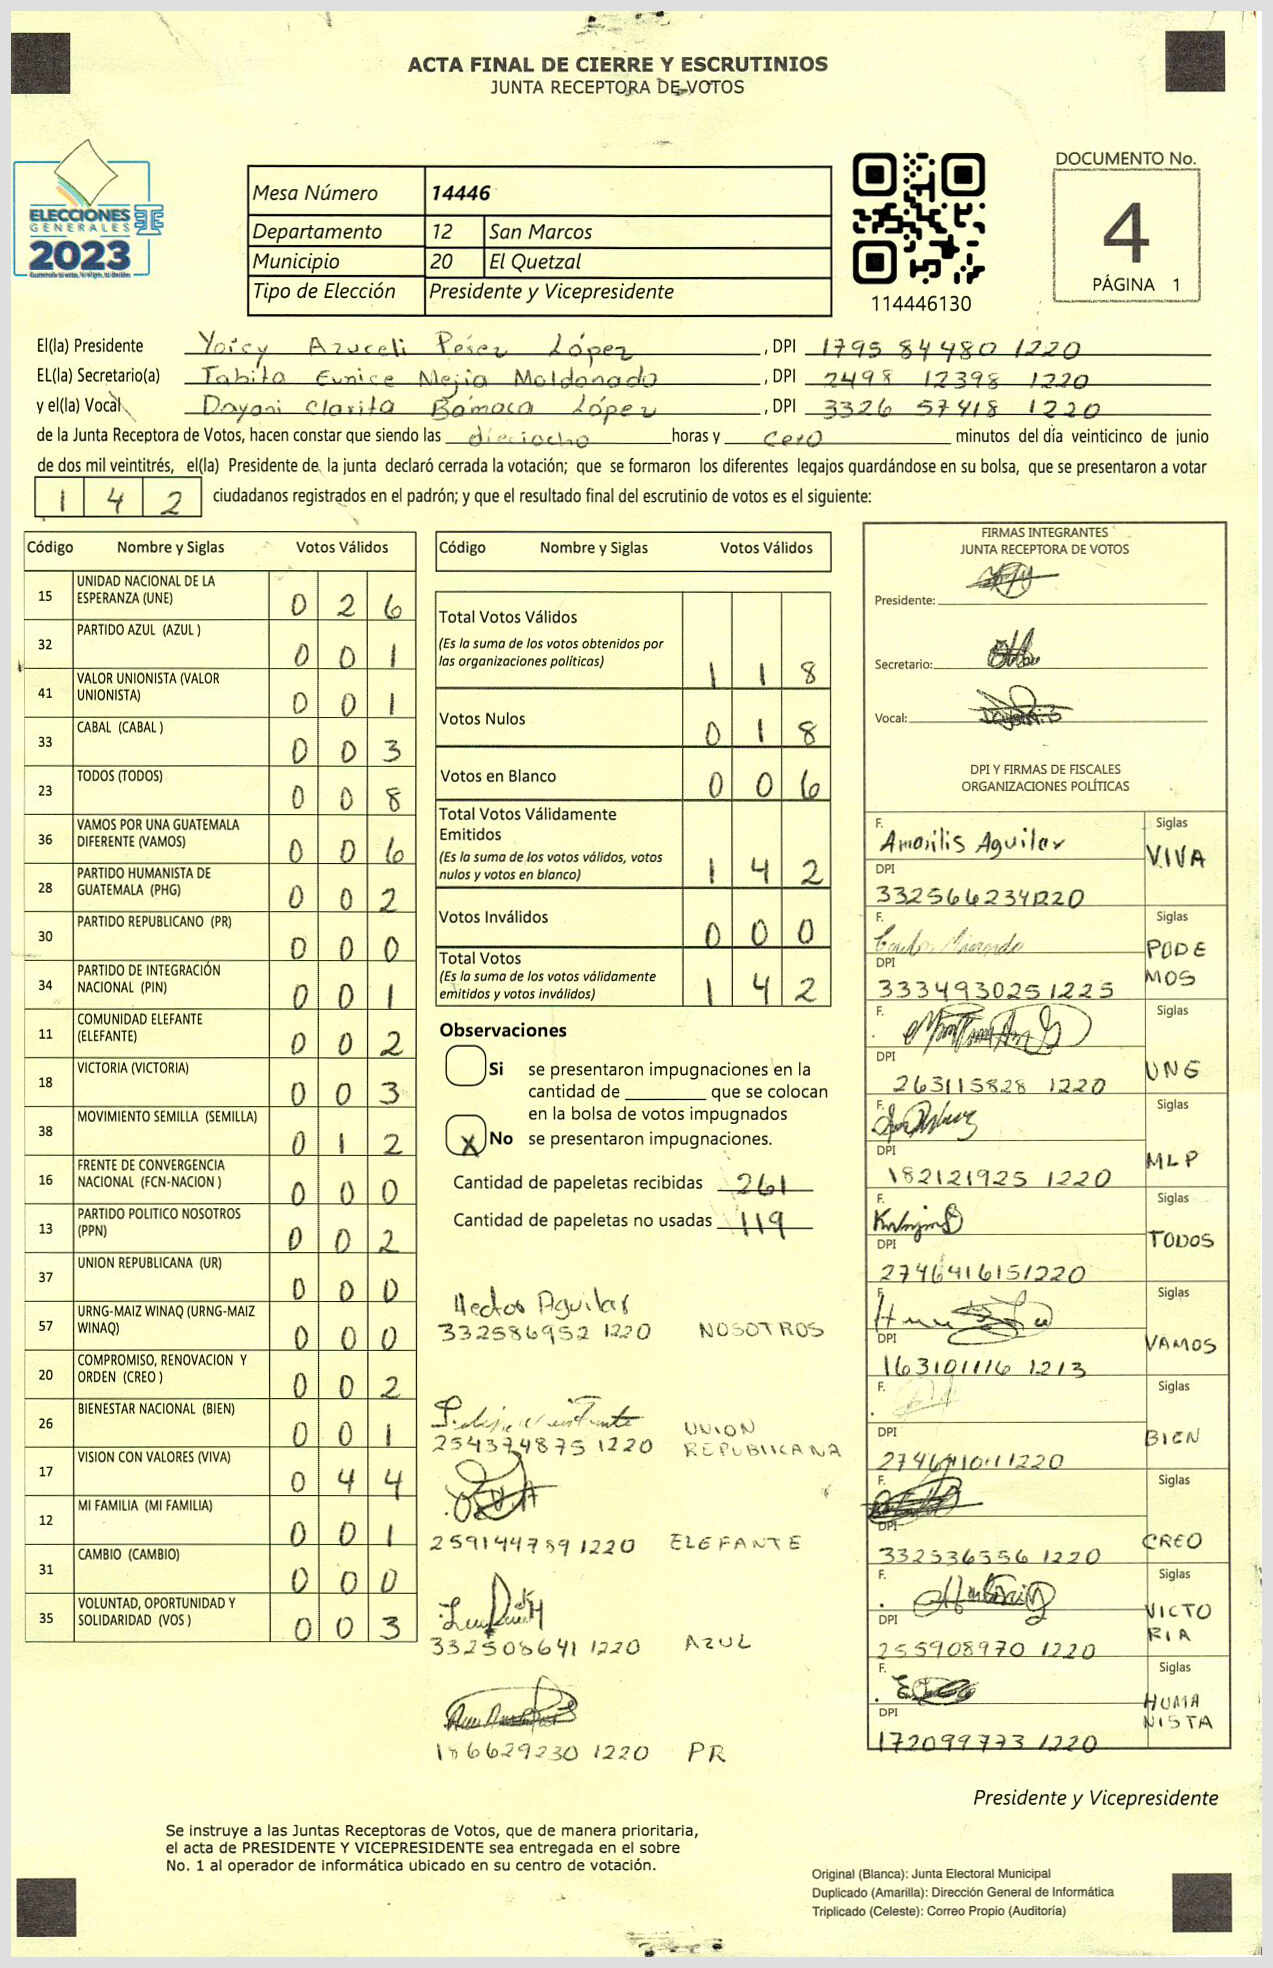 ACTA FINAL DE CIERRE Y ESCRUTINIOS
JUNTA RECEPTORA DE VOTOS
ELECCIONES
GENERALES
2023
Mesa Número 14446
Departamento 12 San Marcos
Municipio 20 El Quetzal
Tipo de Elección Presidente y Vicepresidente
114446130
DOCUMENTO No.
4
PÁGINA 1
El(la) Presidente Yoicy Azuceli Pérez López, DPI 1795 84480 1220
EL(la) Secretario(a) Tabita Eunice Mejia Maldonado, DPI 2498 12398 1220
y el(la) Vocal Dayani Clarita Bámaca López, DPI 3326 57418 1220
de la Junta Receptora de Votos, hacen constar que siendo las dieciocho horas y cero minutos del día veinticinco de junio
de dos mil veintitrés, el(la) Presidente de la junta declaró cerrada la votación; que se formaron los diferentes legajos guardándose en su bolsa, que se presentaron a votar
1 4 2 ciudadanos registrados en el padrón; y que el resultado final del escrutinio de votos es el siguiente:
Código Nombre y Siglas Votos Válidos
15 UNIDAD NACIONAL DE LA ESPERANZA (UNE) 0 2 6
32 PARTIDO AZUL (AZUL ) 0 0 1
41 VALOR UNIONISTA (VALOR UNIONISTA) 0 0 1
33 CABAL (CABAL ) 0 0 3
23 TODOS (TODOS) 0 0 8
36 VAMOS POR UNA GUATEMALA DIFERENTE (VAMOS) 0 0 6
28 PARTIDO HUMANISTA DE GUATEMALA (PHG) 0 0 2
30 PARTIDO REPUBLICANO (PR) 0 0 0
34 PARTIDO DE INTEGRACIÓN NACIONAL (PIN) 0 0 1
11 COMUNIDAD ELEFANTE (ELEFANTE) 0 0 2
18 VICTORIA (VICTORIA) 0 0 3
38 MOVIMIENTO SEMILLA (SEMILLA) 0 1 2
16 FRENTE DE CONVERGENCIA NACIONAL (FCN-NACION ) 0 0 0
13 PARTIDO POLITICO NOSOTROS (PPN) 0 0 2
37 UNION REPUBLICANA (UR) 0 0 0
57 URNG-MAIZ WINAQ (URNG-MAIZ WINAQ) 0 0 0
20 COMPROMISO, RENOVACION Y ORDEN (CREO ) 0 0 2
26 BIENESTAR NACIONAL (BIEN) 0 0 1
17 VISION CON VALORES (VIVA) 0 4 4
12 MI FAMILIA (MI FAMILIA) 0 0 1
31 CAMBIO (CAMBIO) 0 0 0
35 VOLUNTAD, OPORTUNIDAD Y SOLIDARIDAD (VOS ) 0 0 3
Código Nombre y Siglas Votos Válidos
Total Votos Válidos
(Es la suma de los votos obtenidos por
las organizaciones políticas) 1 1 8
Votos Nulos 0 1 8
Votos en Blanco 0 0 6
Total Votos Válidamente
Emitidos
(Es la suma de los votos válidos, votos
nulos y votos en blanco) 1 4 2
Votos Inválidos 0 0 0
Total Votos
(Es la suma de los votos válidamente
emitidos y votos inválidos) 1 4 2
Observaciones
Si se presentaron impugnaciones en la
cantidad de ________ que se colocan
en la bolsa de votos impugnados
X No se presentaron impugnaciones.
Cantidad de papeletas recibidas 261
Cantidad de papeletas no usadas 119
Hector Aguilar
332586952 1220 NOSOTROS
254374875 1220 UNION REPUBLICANA
259144789 1220 ELEFANTE
332508641 1220 AZUL
186629230 1220 PR
FIRMAS INTEGRANTES
JUNTA RECEPTORA DE VOTOS
Presidente:
Secretario:
Vocal:
DPI Y FIRMAS DE FISCALES
ORGANIZACIONES POLÍTICAS
F. Amarilis Aguilar Siglas VIVA
DPI 3325662341220
F. Siglas PODEMOS
DPI 3334930251225
F. Siglas UNE
DPI 263115828 1220
F. Siglas MLP
DPI 182121925 1220
F. Siglas TODOS
DPI 2746416151220
F. Siglas VAMOS
DPI 163101116 1213
F. Siglas BIEN
DPI
F. Siglas CREO
DPI 332536556 1220
F. Siglas VICTORIA
DPI 255908970 1220
F. Siglas HUMANISTA
DPI 172099773 1220
Presidente y Vicepresidente
Se instruye a las Juntas Receptoras de Votos, que de manera prioritaria,
el acta de PRESIDENTE Y VICEPRESIDENTE sea entregada en el sobre
No. 1 al operador de informática ubicado en su centro de votación.
Original (Blanca): Junta Electoral Municipal
Duplicado (Amarilla): Dirección General de Informática
Triplicado (Celeste): Correo Propio (Auditoría)